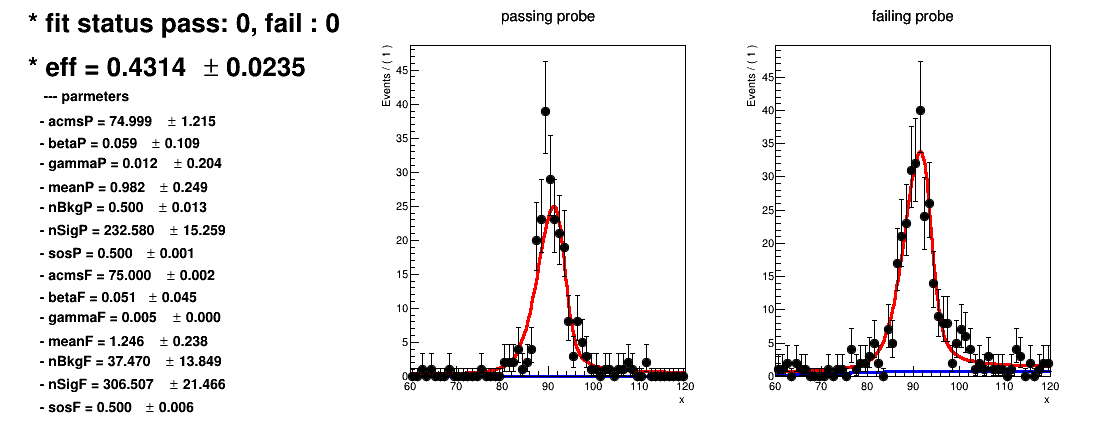 * fit status pass: 0, fail : 0
* eff = 0.4314 ± 0.0235
--- parmeters
- acmsP = 74.999 ± 1.215
- betaP = 0.059 ± 0.109
- gammaP = 0.012 ± 0.204
- meanP = 0.982 ± 0.249
- nBkgP = 0.500 ± 0.013
- nSigP = 232.580 ± 15.259
- sosP = 0.500 ± 0.001
- acmsF = 75.000 ± 0.002
- betaF = 0.051 ± 0.045
- gammaF = 0.005 ± 0.000
- meanF = 1.246 ± 0.238
- nBkgF = 37.470 ± 13.849
- nSigF = 306.507 ± 21.466
- sosF = 0.500 ± 0.006
passing probe
Events / ( 1 )
45
40
35
30
25
20
15
10
5
0
60 70 80 90 100 110 120
x
failing probe
Events / ( 1 )
45
40
35
30
25
20
15
10
5
0
60 70 80 90 100 110 120
x